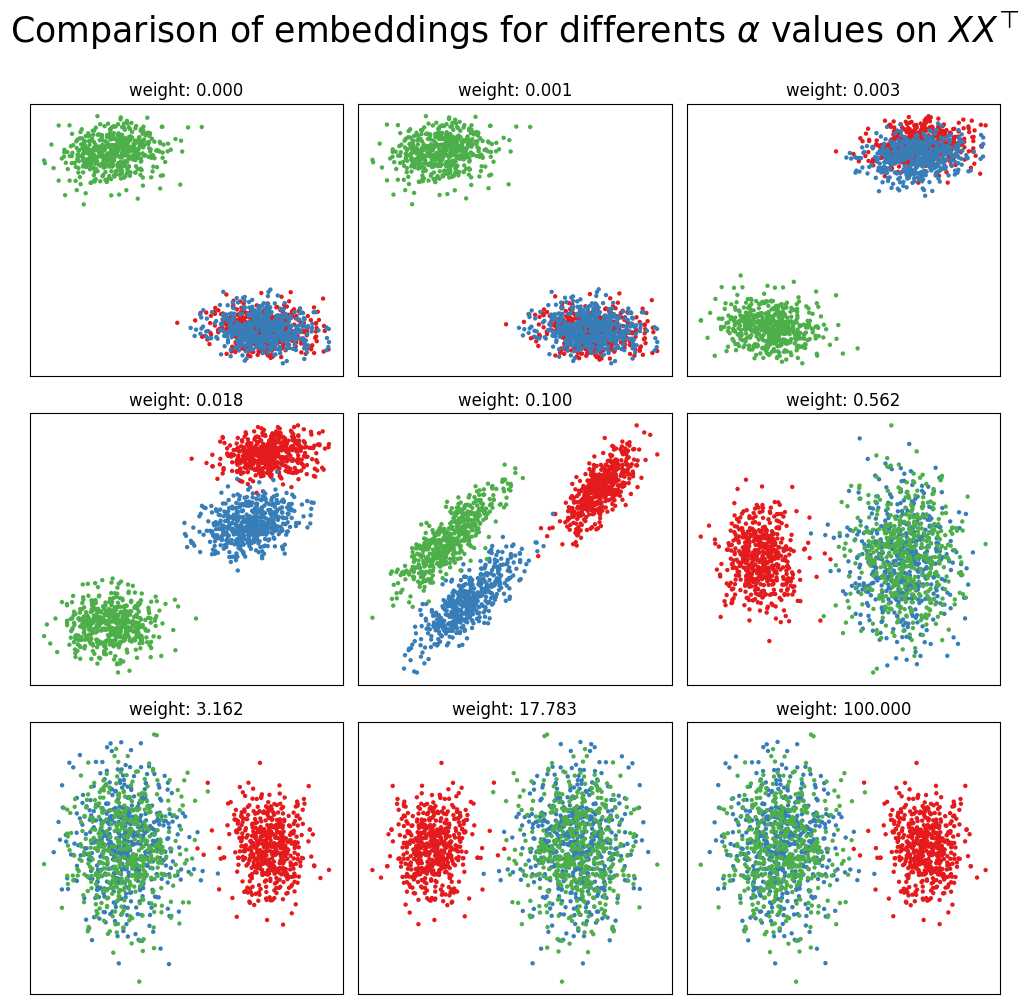 Comparison of embeddings for differents α values on XX⊤
weight: 0.000
weight: 0.001
weight: 0.003
weight: 0.018
weight: 0.100
weight: 0.562
weight: 3.162
weight: 17.783
weight: 100.000